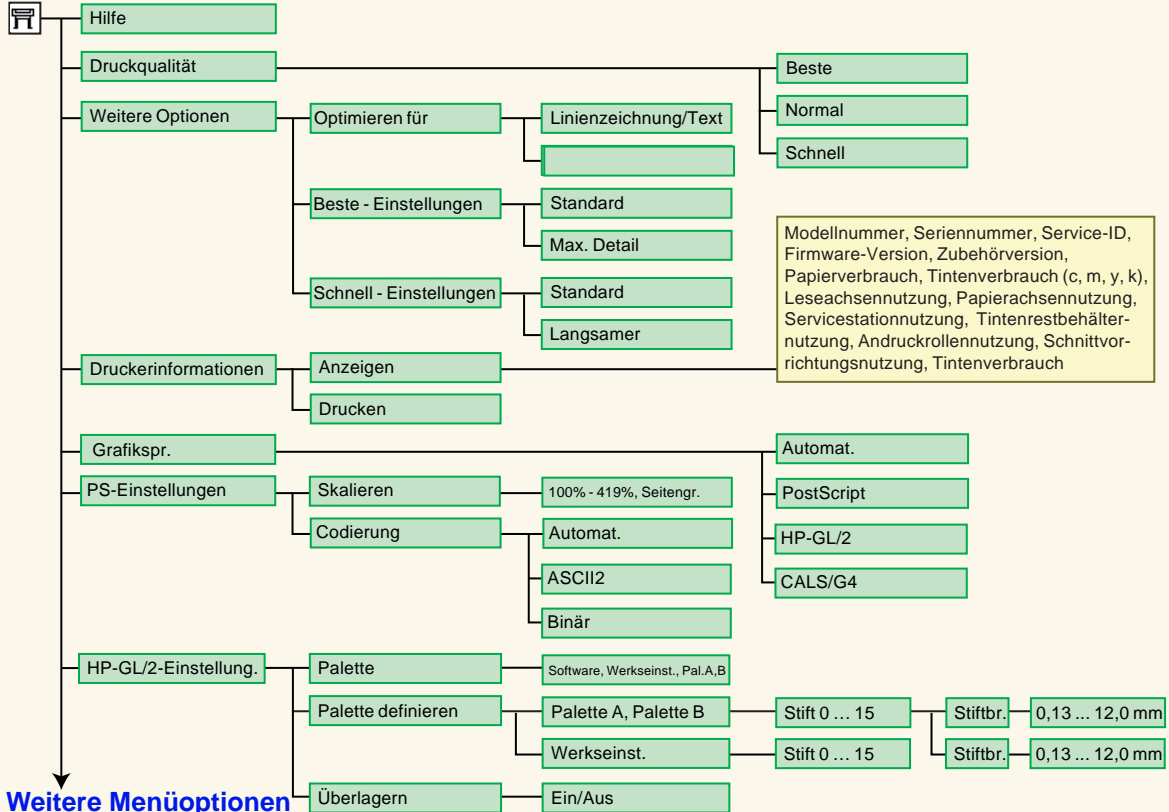 Hilfe
Druckqualität
Beste
Normal
Schnell
Weitere Optionen
Optimieren für
Linienzeichnung/Text
Beste - Einstellungen
Standard
Max. Detail
Schnell - Einstellungen
Standard
Langsamer
Druckerinformationen
Anzeigen
Modellnummer, Seriennummer, Service-ID,
Firmware-Version, Zubehörversion,
Papierverbrauch, Tintenverbrauch (c, m, y, k),
Leseachsennutzung, Papierachsennutzung,
Servicestationnutzung, Tintenrestbehälter-
nutzung, Andruckrollennutzung, Schnittvor-
richtungsnutzung, Tintenverbrauch
Drucken
Grafikspr.
Automat.
PostScript
HP-GL/2
CALS/G4
PS-Einstellungen
Skalieren
100% - 419%, Seitengr.
Codierung
Automat.
ASCII2
Binär
HP-GL/2-Einstellung.
Palette
Software, Werkseinst., Pal.A,B
Palette definieren
Palette A, Palette B
Stift 0 … 15
Stiftbr.
0,13 ... 12,0 mm
Werkseinst.
Stift 0 … 15
Stiftbr.
0,13 ... 12,0 mm
Überlagern
Ein/Aus
Weitere Menüoptionen